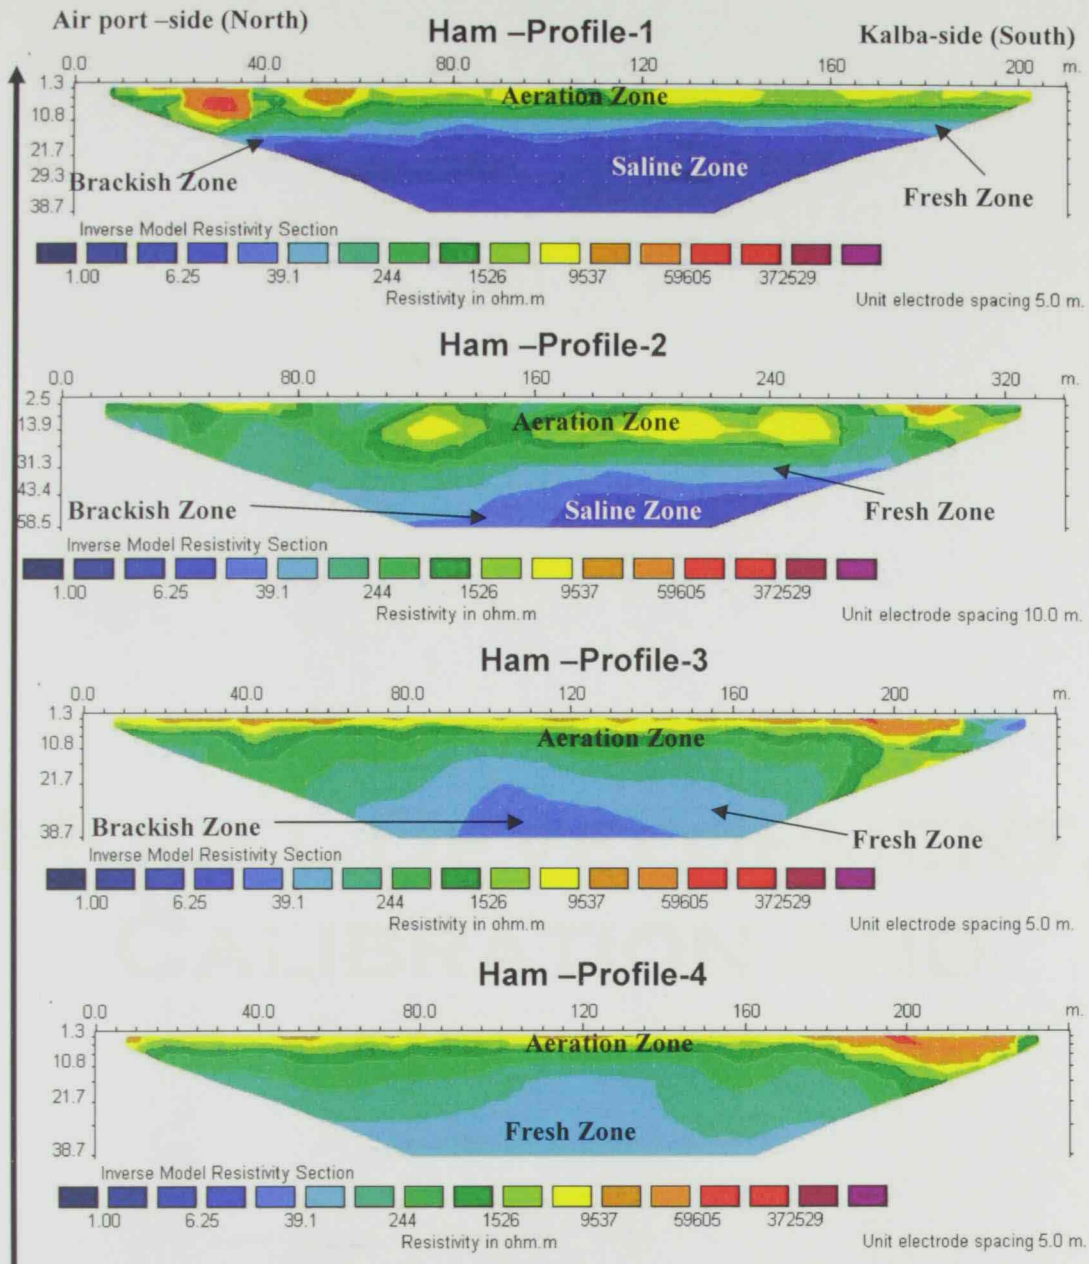 Air port –side (North)
Ham –Profile-1
Kalba-side (South)
0.0 40.0 80.0 120 160 200 m.
1.3
10.8
21.7
29.3
38.7
Aeration Zone
Saline Zone
Brackish Zone
Fresh Zone
Inverse Model Resistivity Section
1.00 6.25 39.1 244 1526 9537 59605 372529
Resistivity in ohm.m
Unit electrode spacing 5.0 m.
Ham –Profile-2
0.0 80.0 160 240 320 m.
2.5
13.9
31.3
43.4
58.5
Aeration Zone
Brackish Zone
Saline Zone
Fresh Zone
Inverse Model Resistivity Section
1.00 6.25 39.1 244 1526 9537 59605 372529
Resistivity in ohm.m
Unit electrode spacing 10.0 m.
Ham –Profile-3
0.0 40.0 80.0 120 160 200 m.
1.3
10.8
21.7
38.7
Aeration Zone
Brackish Zone
Fresh Zone
Inverse Model Resistivity Section
1.00 6.25 39.1 244 1526 9537 59605 372529
Resistivity in ohm.m
Unit electrode spacing 5.0 m.
CALIBRATION
Ham –Profile-4
0.0 40.0 80.0 120 160 200 m.
1.3
10.8
21.7
38.7
Aeration Zone
Fresh Zone
Inverse Model Resistivity Section
1.00 6.25 39.1 244 1526 9537 59605 372529
Resistivity in ohm.m
Unit electrode spacing 5.0 m.